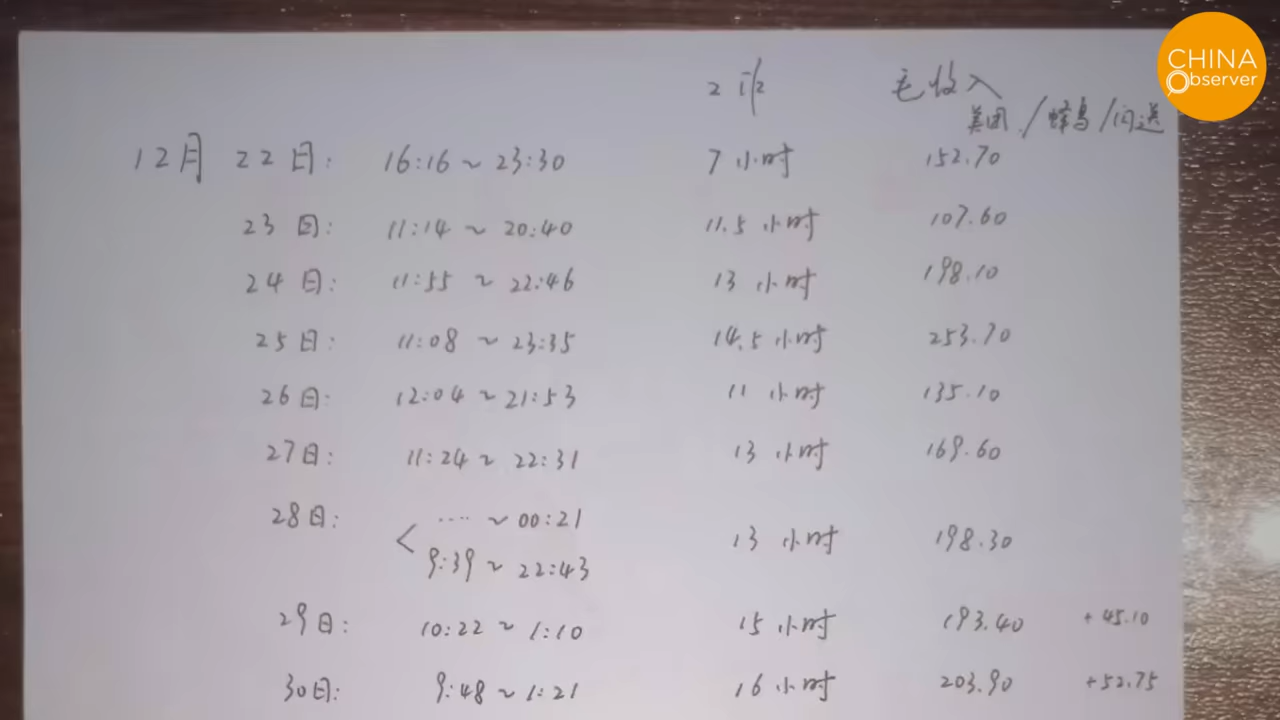 CHINA
Observer
工时 毛收入
美团/蜂鸟/闪送
12月 22日: 16:16~23:30 7小时 152.70
23日: 11:14~20:40 11.5小时 107.60
24日: 11:55~22:46 13小时 198.10
25日: 11:08~23:35 14.5小时 253.70
26日: 12:04~21:53 11小时 135.10
27日: 11:24~22:31 13小时 169.60
28日: < ....~00:21
9:39~22:43 13小时 198.30
29日: 10:22~1:10 15小时 193.40 +45.10
30日: 9:48~1:21 16小时 203.90 +52.75